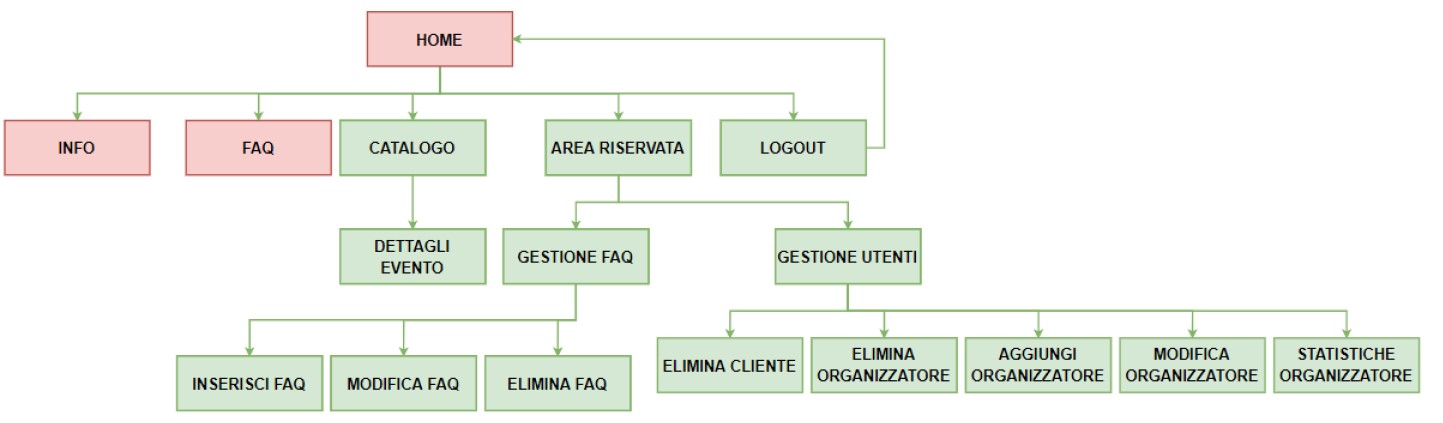 HOME
INFO
FAQ
CATALOGO
AREA RISERVATA
LOGOUT
DETTAGLI
EVENTO
GESTIONE FAQ
GESTIONE UTENTI
INSERISCI FAQ
MODIFICA FAQ
ELIMINA FAQ
ELIMINA CLIENTE
ELIMINA
ORGANIZZATORE
AGGIUNGI
ORGANIZZATORE
MODIFICA
ORGANIZZATORE
STATISTICHE
ORGANIZZATORE